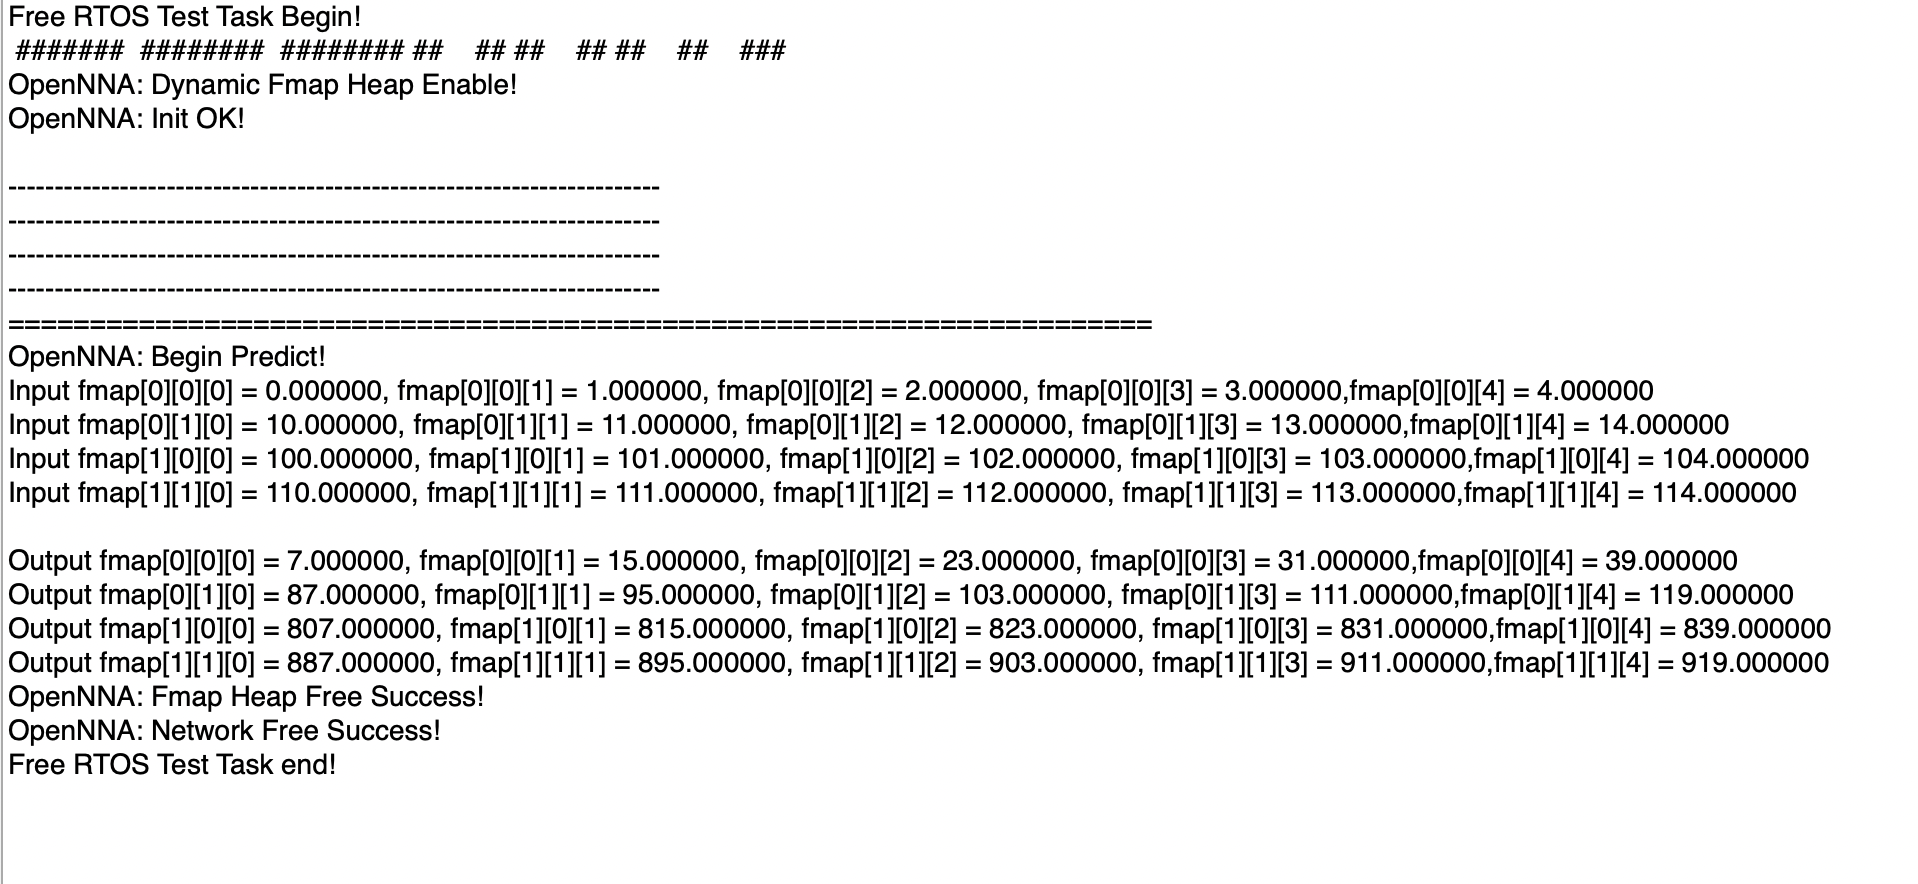 Free RTOS Test Task Begin!
####### ######## ######## ## ## ## ## ## ## ###
OpenNNA: Dynamic Fmap Heap Enable!
OpenNNA: Init OK!
-----------------------------------------------------------------------
-----------------------------------------------------------------------
-----------------------------------------------------------------------
-----------------------------------------------------------------------
=======================================================================
OpenNNA: Begin Predict!
Input fmap[0][0][0] = 0.000000, fmap[0][0][1] = 1.000000, fmap[0][0][2] = 2.000000, fmap[0][0][3] = 3.000000,fmap[0][0][4] = 4.000000
Input fmap[0][1][0] = 10.000000, fmap[0][1][1] = 11.000000, fmap[0][1][2] = 12.000000, fmap[0][1][3] = 13.000000,fmap[0][1][4] = 14.000000
Input fmap[1][0][0] = 100.000000, fmap[1][0][1] = 101.000000, fmap[1][0][2] = 102.000000, fmap[1][0][3] = 103.000000,fmap[1][0][4] = 104.000000
Input fmap[1][1][0] = 110.000000, fmap[1][1][1] = 111.000000, fmap[1][1][2] = 112.000000, fmap[1][1][3] = 113.000000,fmap[1][1][4] = 114.000000
Output fmap[0][0][0] = 7.000000, fmap[0][0][1] = 15.000000, fmap[0][0][2] = 23.000000, fmap[0][0][3] = 31.000000,fmap[0][0][4] = 39.000000
Output fmap[0][1][0] = 87.000000, fmap[0][1][1] = 95.000000, fmap[0][1][2] = 103.000000, fmap[0][1][3] = 111.000000,fmap[0][1][4] = 119.000000
Output fmap[1][0][0] = 807.000000, fmap[1][0][1] = 815.000000, fmap[1][0][2] = 823.000000, fmap[1][0][3] = 831.000000,fmap[1][0][4] = 839.000000
Output fmap[1][1][0] = 887.000000, fmap[1][1][1] = 895.000000, fmap[1][1][2] = 903.000000, fmap[1][1][3] = 911.000000,fmap[1][1][4] = 919.000000
OpenNNA: Fmap Heap Free Success!
OpenNNA: Network Free Success!
Free RTOS Test Task end!